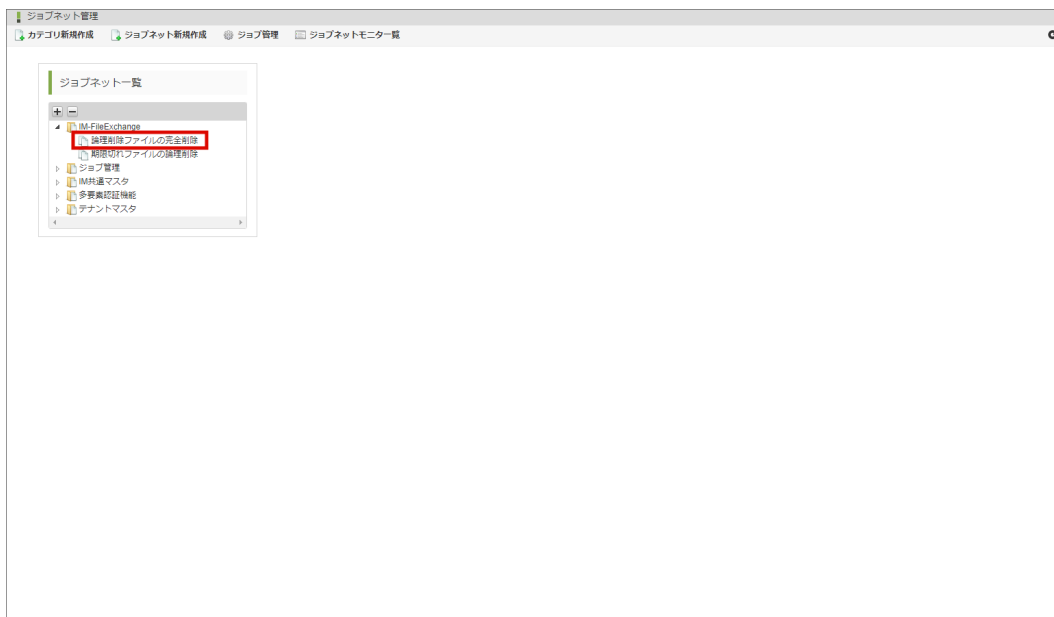 ジョブネット管理
カテゴリ新規作成 ジョブネット新規作成 ジョブ管理 ジョブネットモニタ一覧
ジョブネット一覧
IM-FileExchange
論理削除ファイルの完全削除
期限切れファイルの論理削除
ジョブ管理
IM共通マスタ
多要素認証機能
テナントマスタ